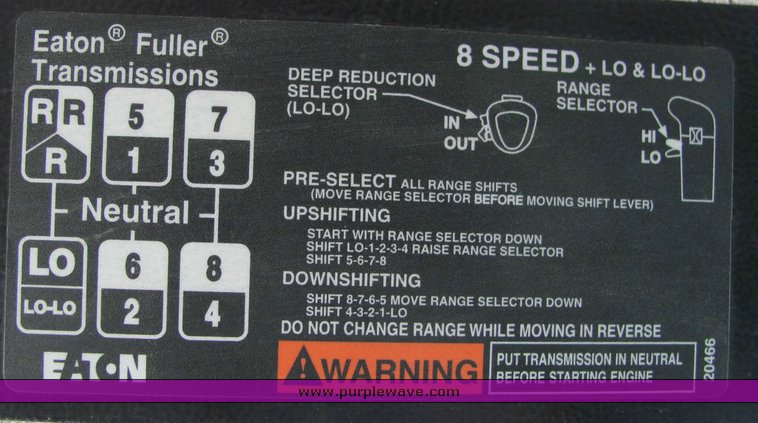 Eaton® Fuller®
Transmissions
8 SPEED + LO & LO-LO
R R 5 7
R 1 3
Neutral
LO 6 8
LO-LO 2 4
EATON
DEEP REDUCTION
SELECTOR
(LO-LO)
IN
OUT
RANGE
SELECTOR
HI
LO
PRE-SELECT ALL RANGE SHIFTS
(MOVE RANGE SELECTOR BEFORE MOVING SHIFT LEVER)
UPSHIFTING
START WITH RANGE SELECTOR DOWN
SHIFT LO-1-2-3-4 RAISE RANGE SELECTOR
SHIFT 5-6-7-8
DOWNSHIFTING
SHIFT 8-7-6-5 MOVE RANGE SELECTOR DOWN
SHIFT 4-3-2-1-LO
DO NOT CHANGE RANGE WHILE MOVING IN REVERSE
WARNING
PUT TRANSMISSION IN NEUTRAL
BEFORE STARTING ENGINE
20466
www.purplewave.com